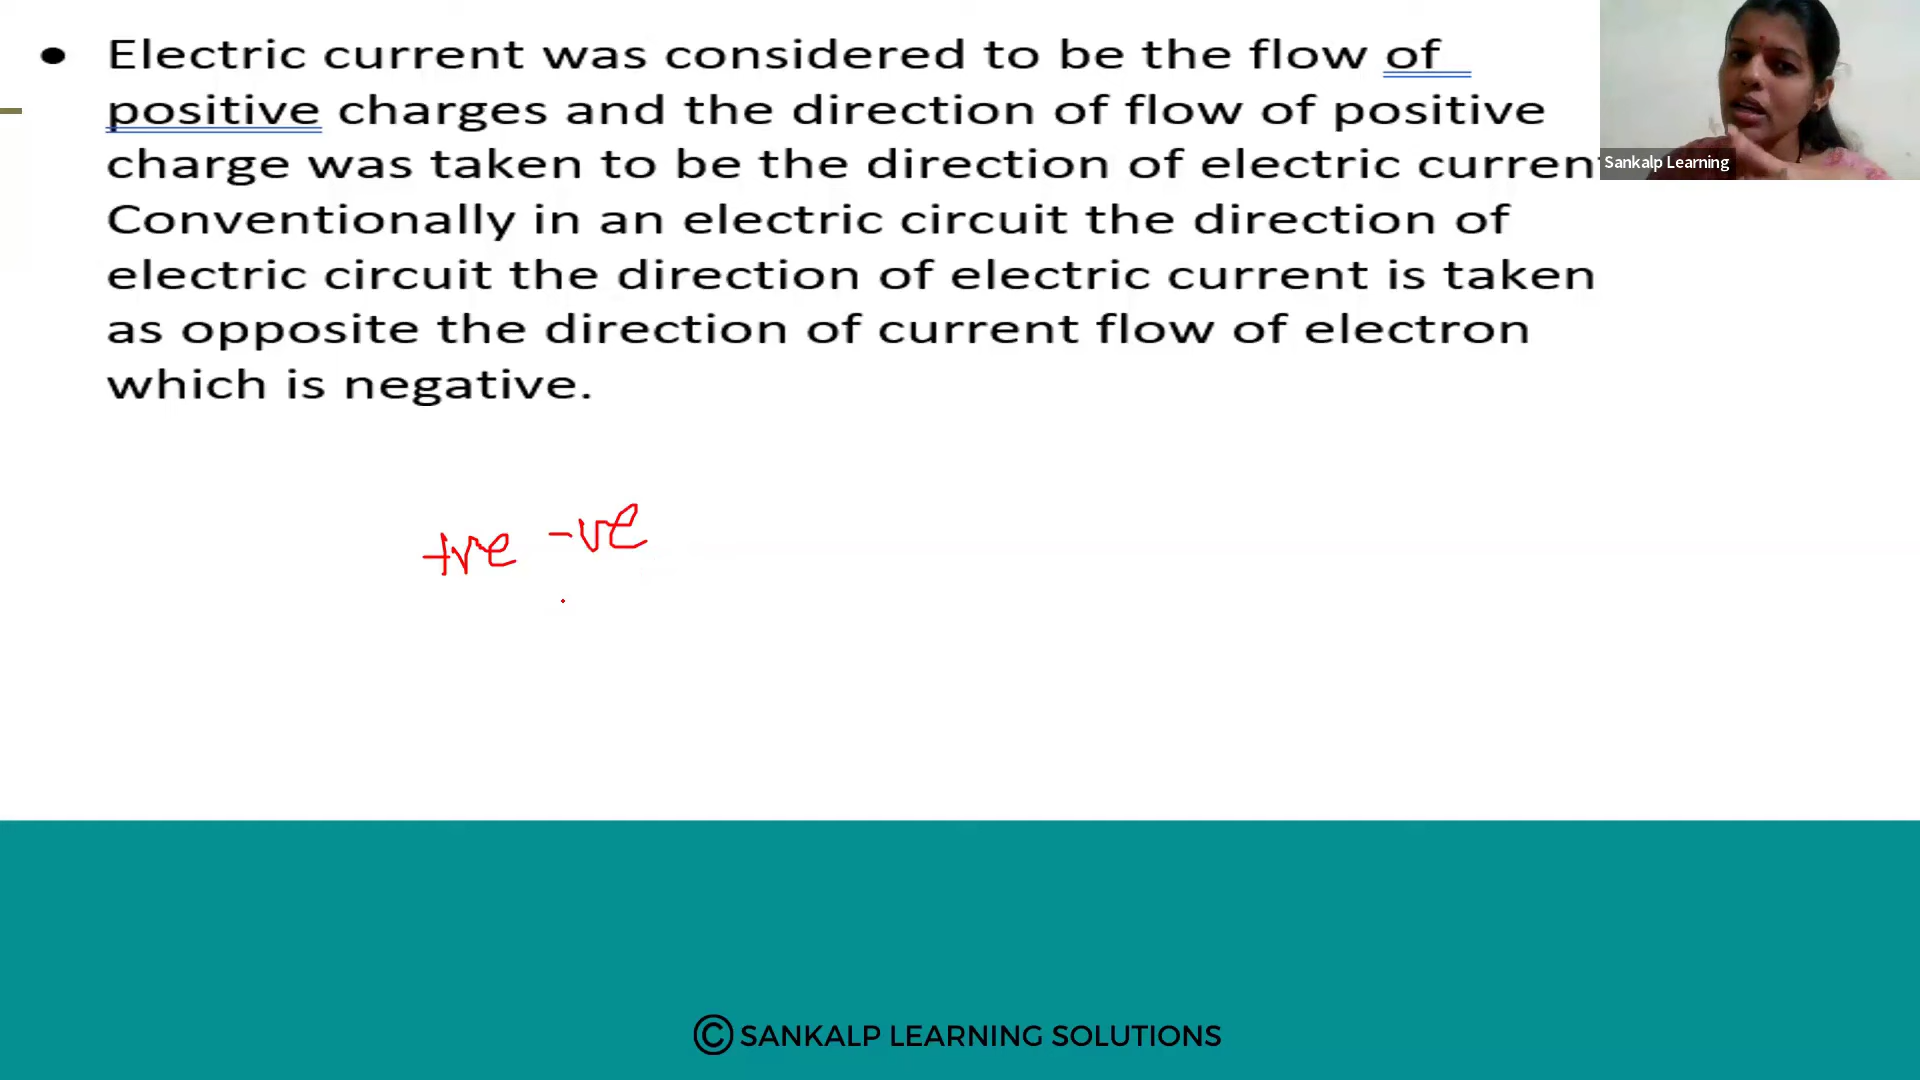 • Electric current was considered to be the flow of
positive charges and the direction of flow of positive
charge was taken to be the direction of electric curren
Conventionally in an electric circuit the direction of
electric circuit the direction of electric current is taken
as opposite the direction of current flow of electron
which is negative.
Sankalp Learning
+ve -ve
© SANKALP LEARNING SOLUTIONS